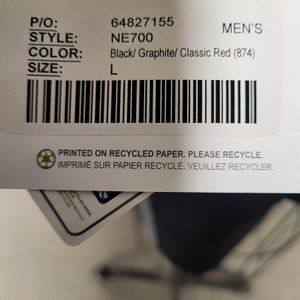 P/O: 64827155
STYLE: NE700 MEN'S
COLOR: Black/ Graphite/ Classic Red (874)
SIZE: L
PRINTED ON RECYCLED PAPER. PLEASE RECYCLE.
IMPRIMÉ SUR PAPIER RECYCLÉ. VEUILLEZ RECYCLER.